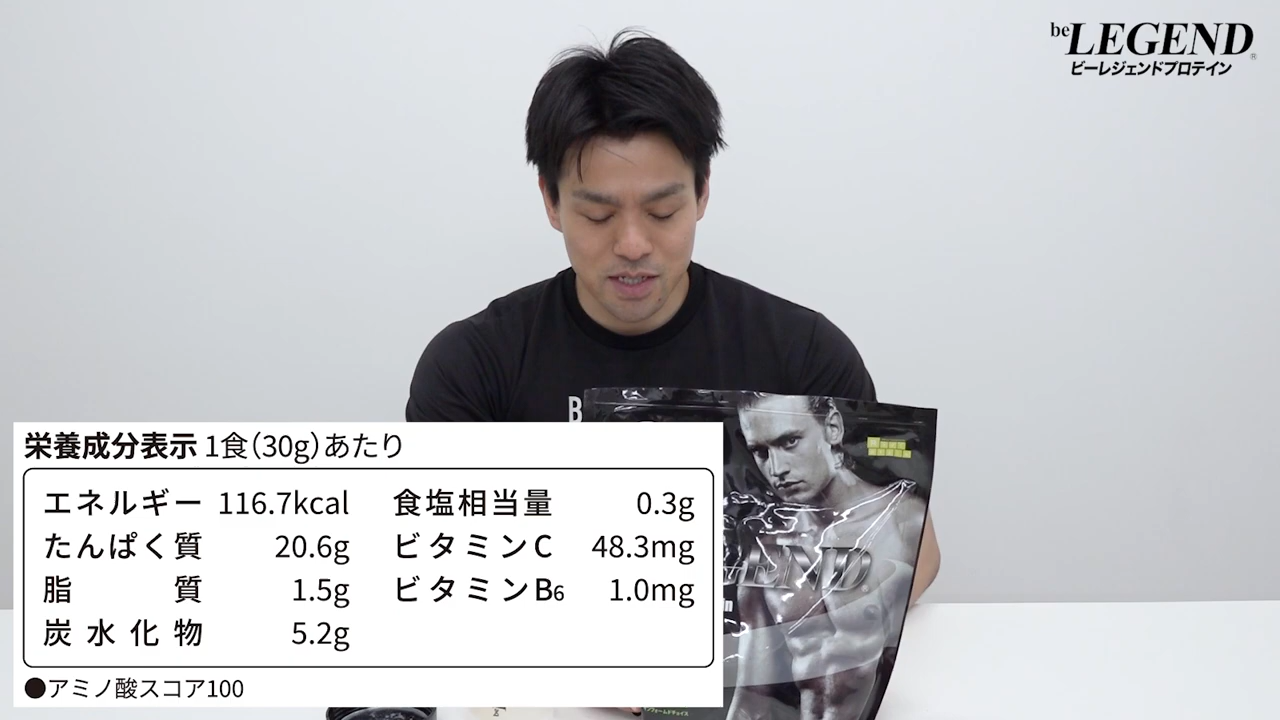 beLEGEND®
ビーレジェンドプロテイン
B
END
栄養成分表示 1食(30g)あたり
エネルギー 116.7kcal 食塩相当量 0.3g
たんぱく質 20.6g ビタミンC 48.3mg
脂質 1.5g ビタミンB6 1.0mg
炭水化物 5.2g
●アミノ酸スコア100